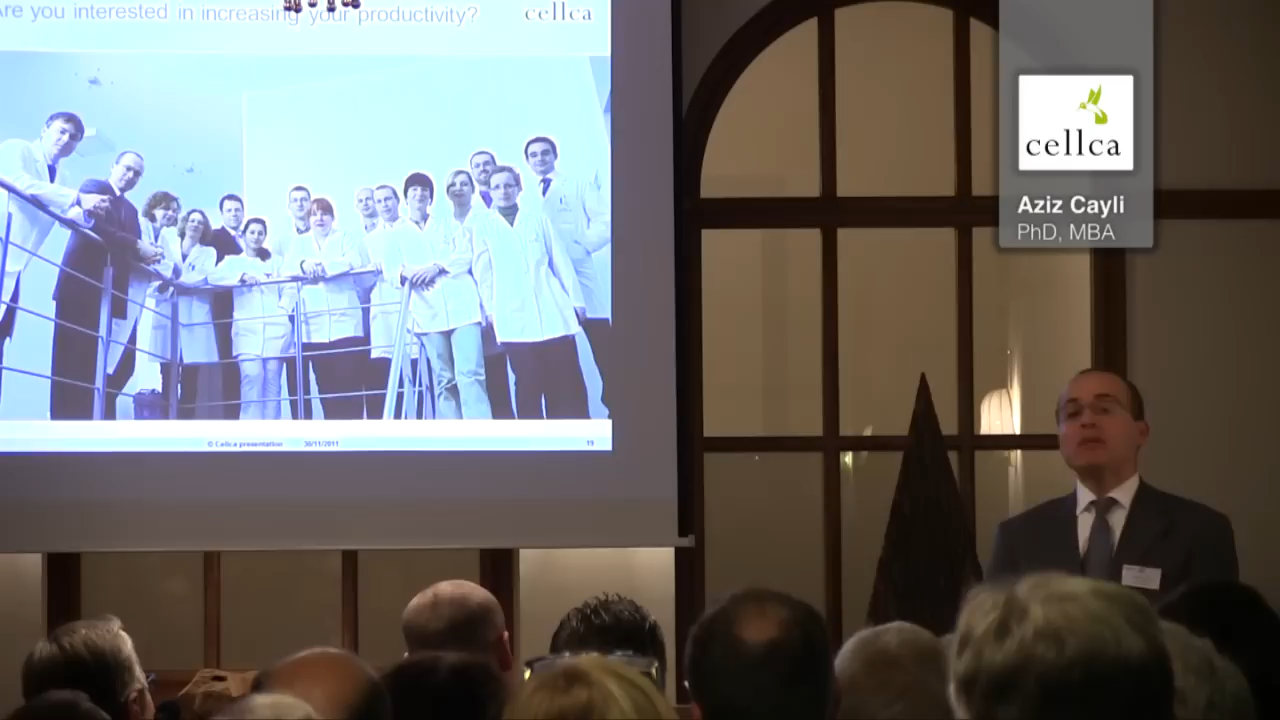 Are you interested in increasing your productivity?
cellca
© Cellca presentation 30/11/2011 19
cellca
Aziz Cayli
PhD, MBA